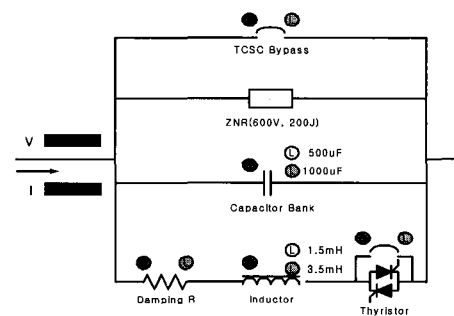 TCSC Bypass
ZNR(600V, 200J)
V
I
L 500uF
1000uF
Capacitor Bank
L 1.5mH
3.5mH
Damping R
Inductor
Thyristor